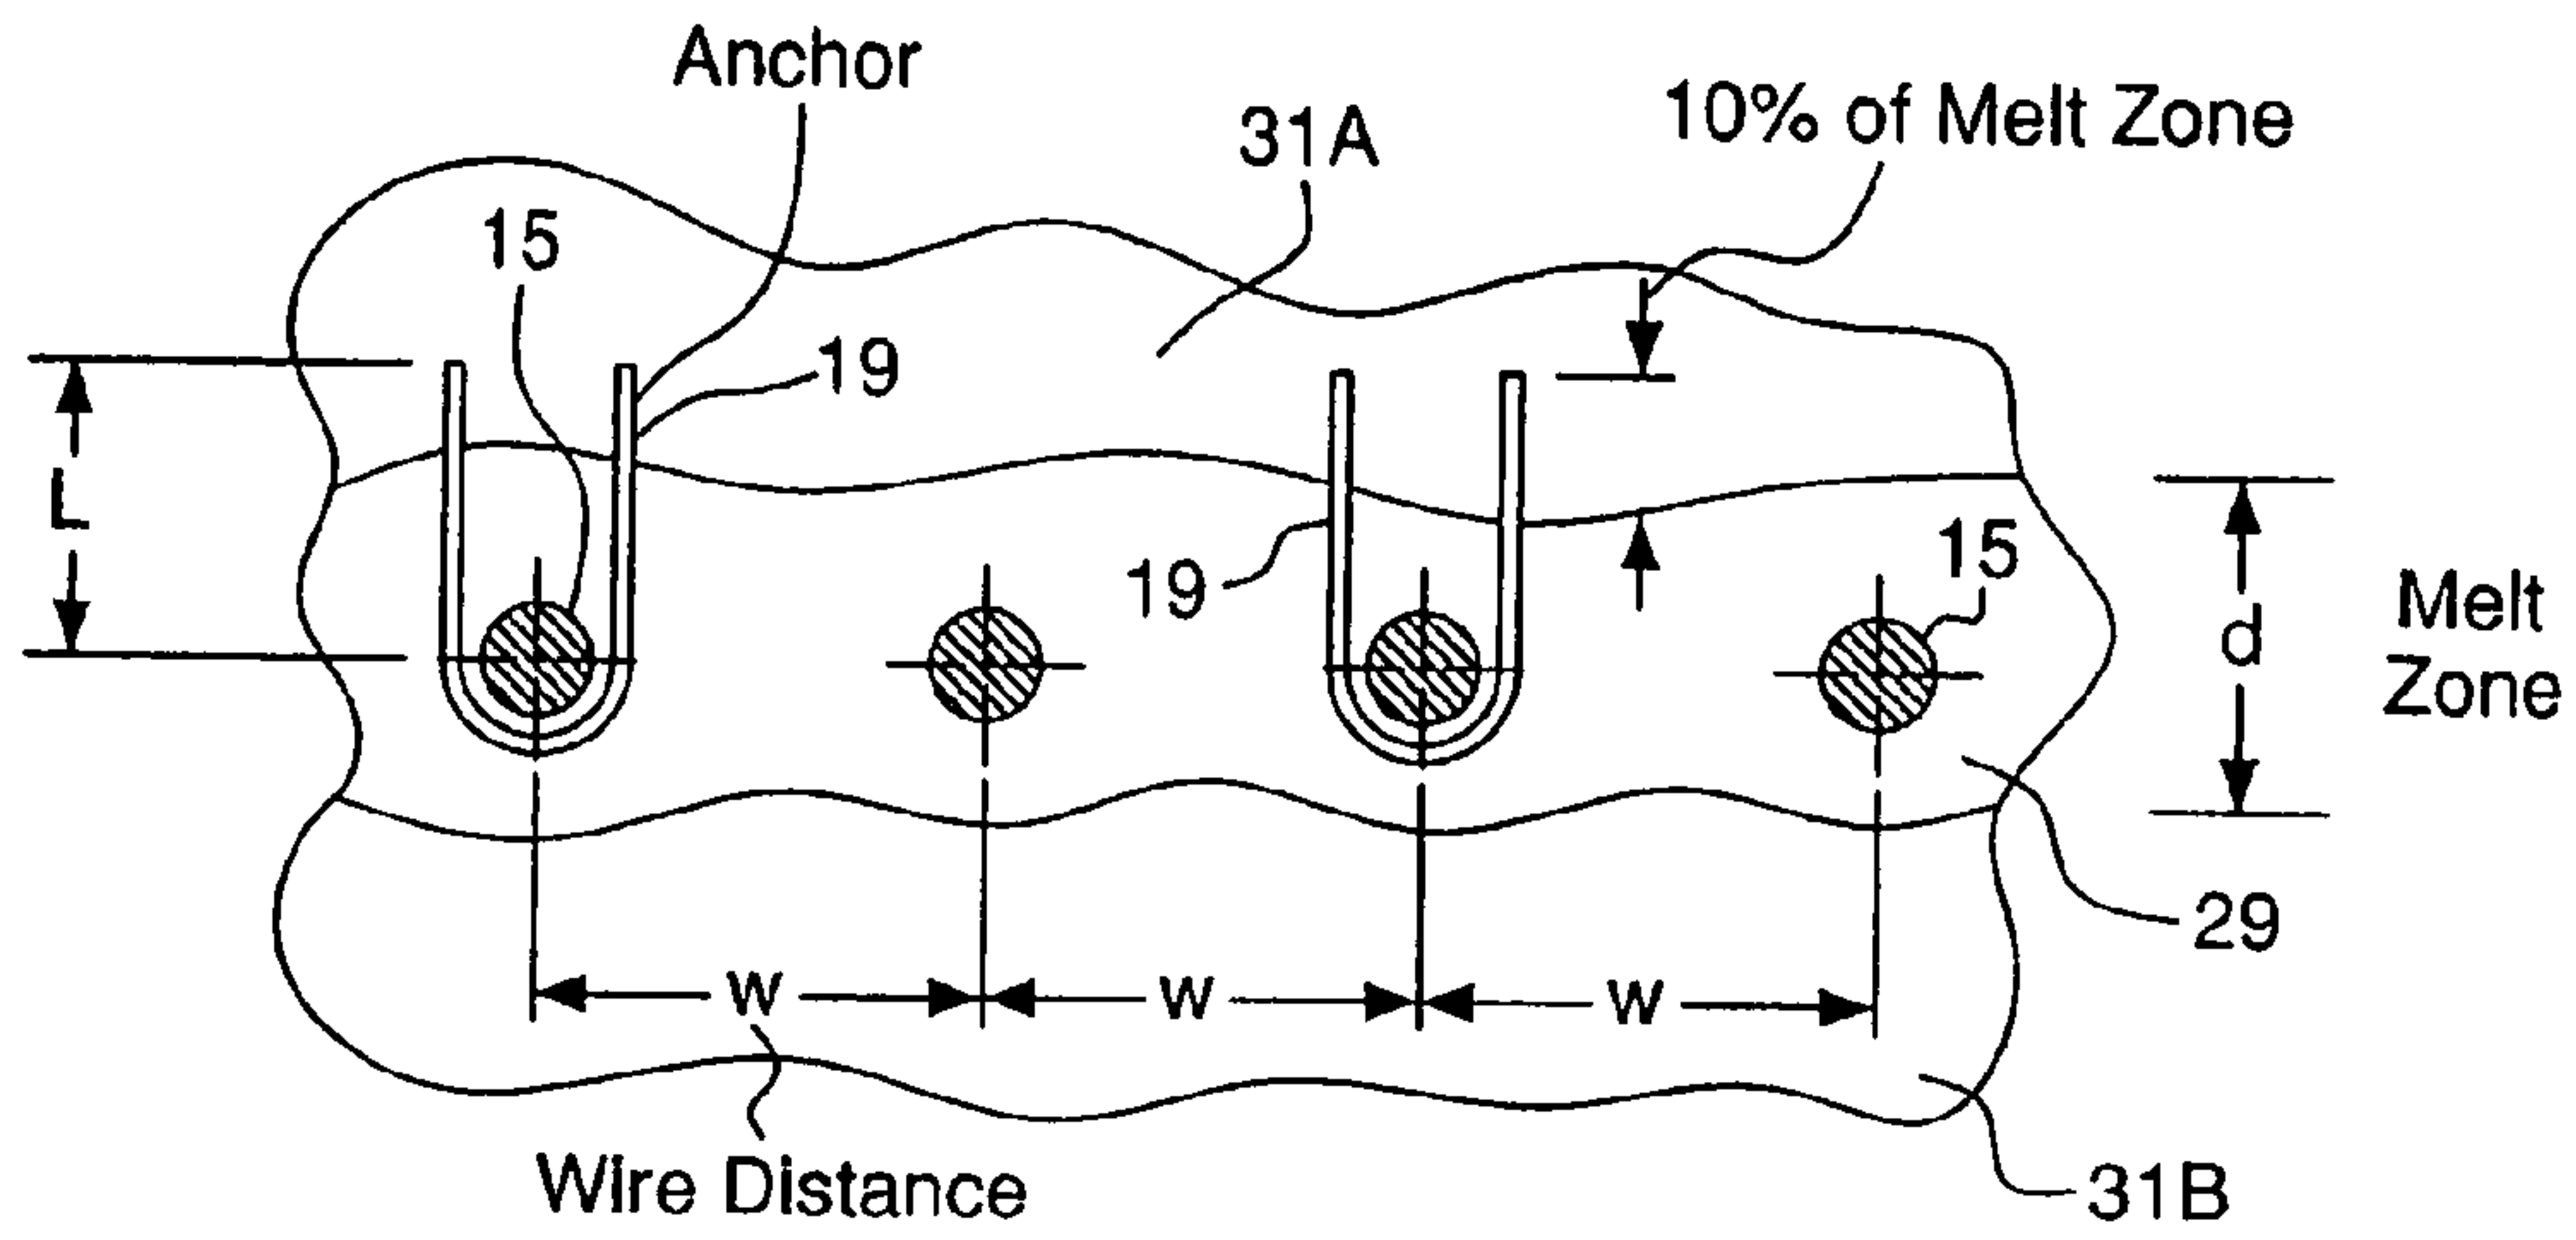 Anchor
31A
10% of Melt Zone
15
19
L
19
15
d
Melt
Zone
29
w
w
w
Wire Distance
31B